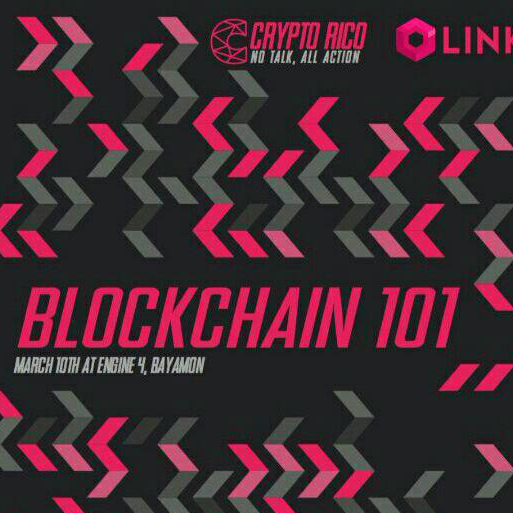 CRYPTO RICO
NO TALK, ALL ACTION
LINK
BLOCKCHAIN 101
MARCH 10TH AT ENGINE 4, BAYAMON